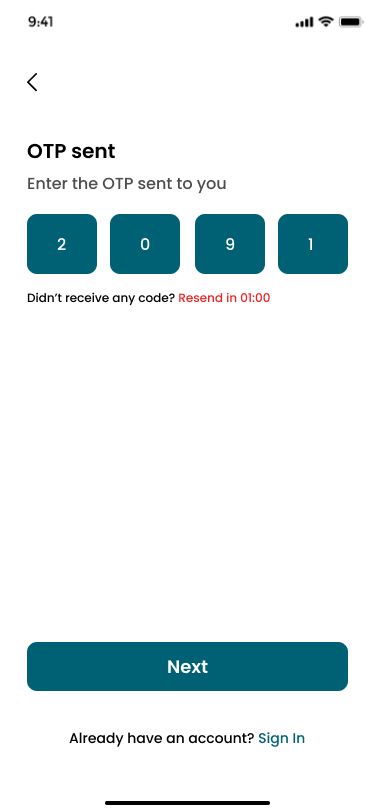 9:41
OTP sent
Enter the OTP sent to you
2 0 9 1
Didn’t receive any code? Resend in 01:00
Next
Already have an account? Sign In